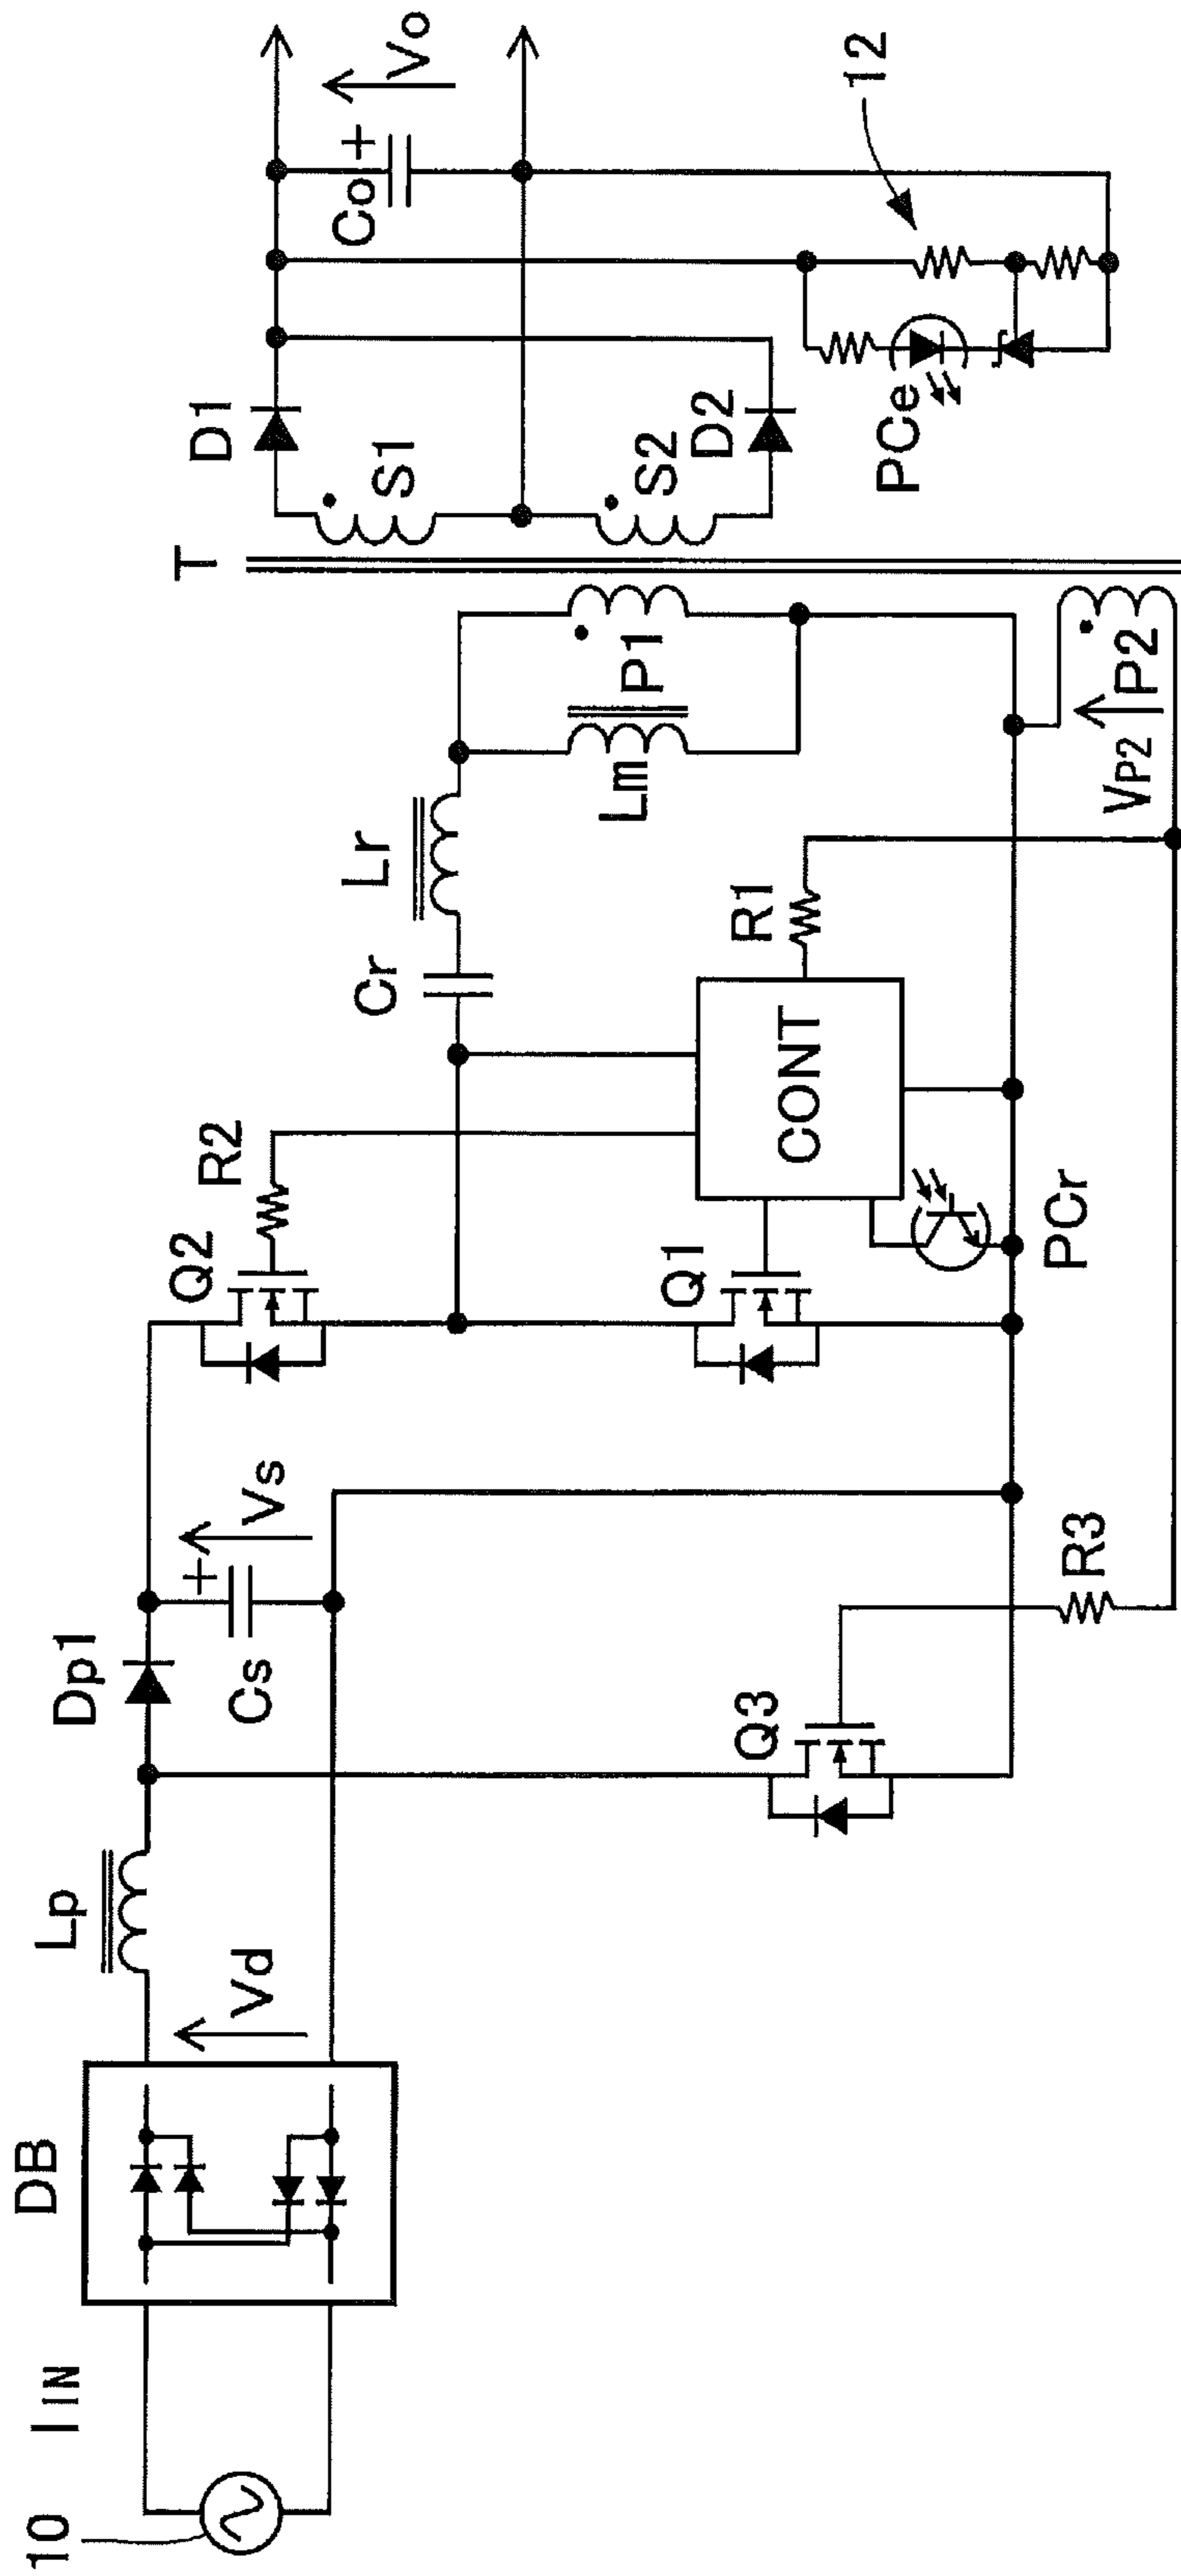 10
IIN
DB
Vd
Lp
Dp1
Cs
+
Vs
Q3
R3
Q2
R2
Q1
PCr
CONT
R1
Cr
Lr
Lm
P1
VP2
P2
T
S1
S2
D1
D2
PCe
Co
+
Vo
12